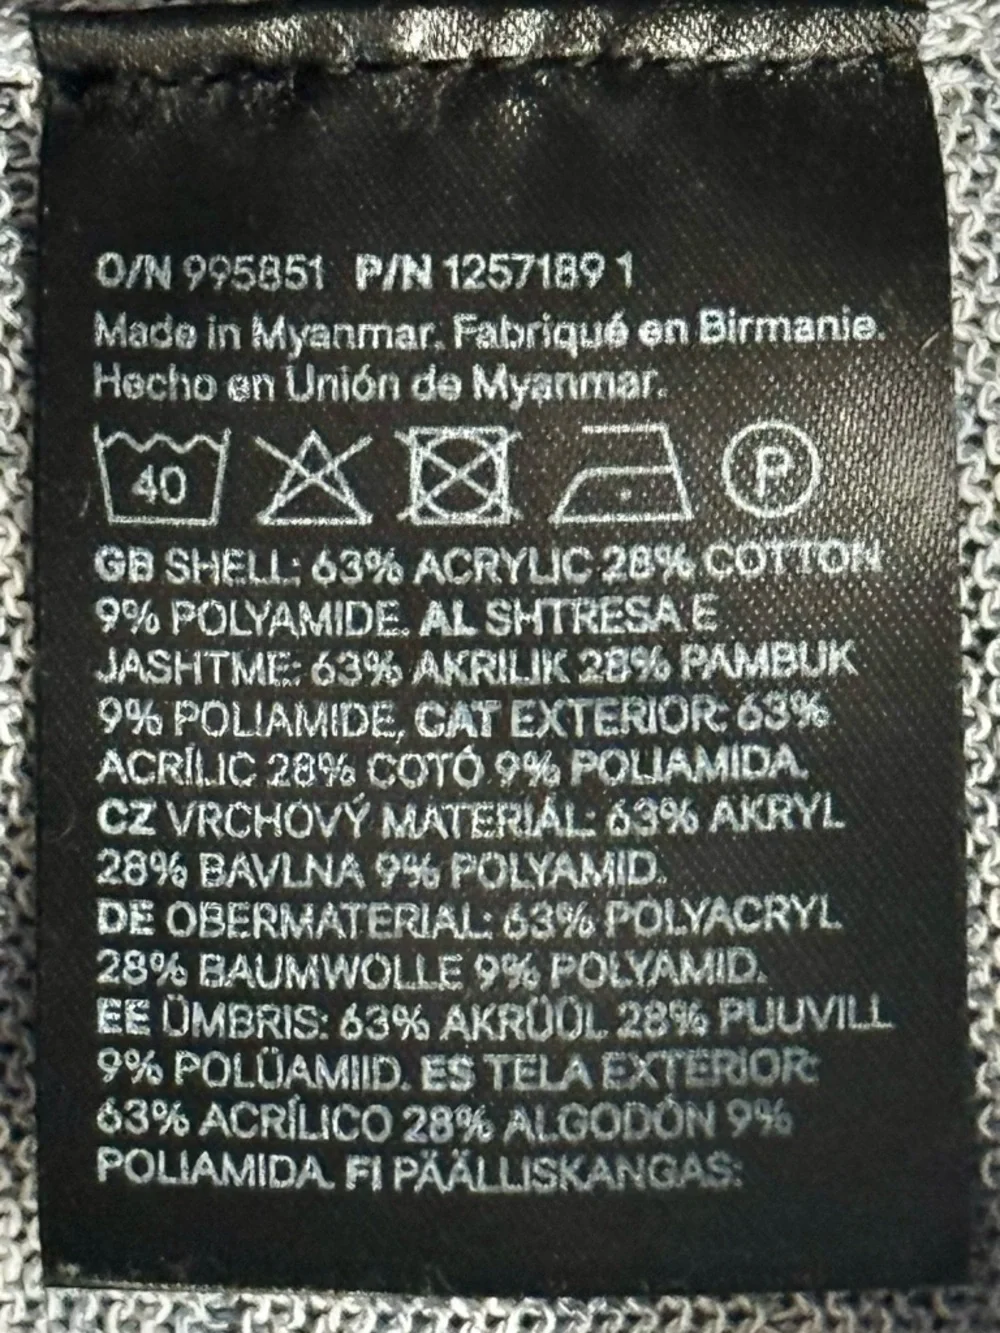 O/N 995851 P/N 1257189 1
Made in Myanmar. Fabriqué en Birmanie.
Hecho en Unión de Myanmar.
40 P
GB SHELL: 63% ACRYLIC 28% COTTON
9% POLYAMIDE. AL SHTRESA E
JASHTME: 63% AKRILIK 28% PAMBUK
9% POLIAMIDE, CAT EXTERIOR: 63%
ACRÍLIC 28% COTÓ 9% POLIAMIDA.
CZ VRCHOVÝ MATERIÁL: 63% AKRYL
28% BAVLNA 9% POLYAMID.
DE OBERMATERIAL: 63% POLYACRYL
28% BAUMWOLLE 9% POLYAMID.
EE ÜMBRIS: 63% AKRÜÜL 28% PUUVILL
9% POLÜAMIID. ES TELA EXTERIOR:
63% ACRÍLICO 28% ALGODÓN 9%
POLIAMIDA. FI PÄÄLLISKANGAS: